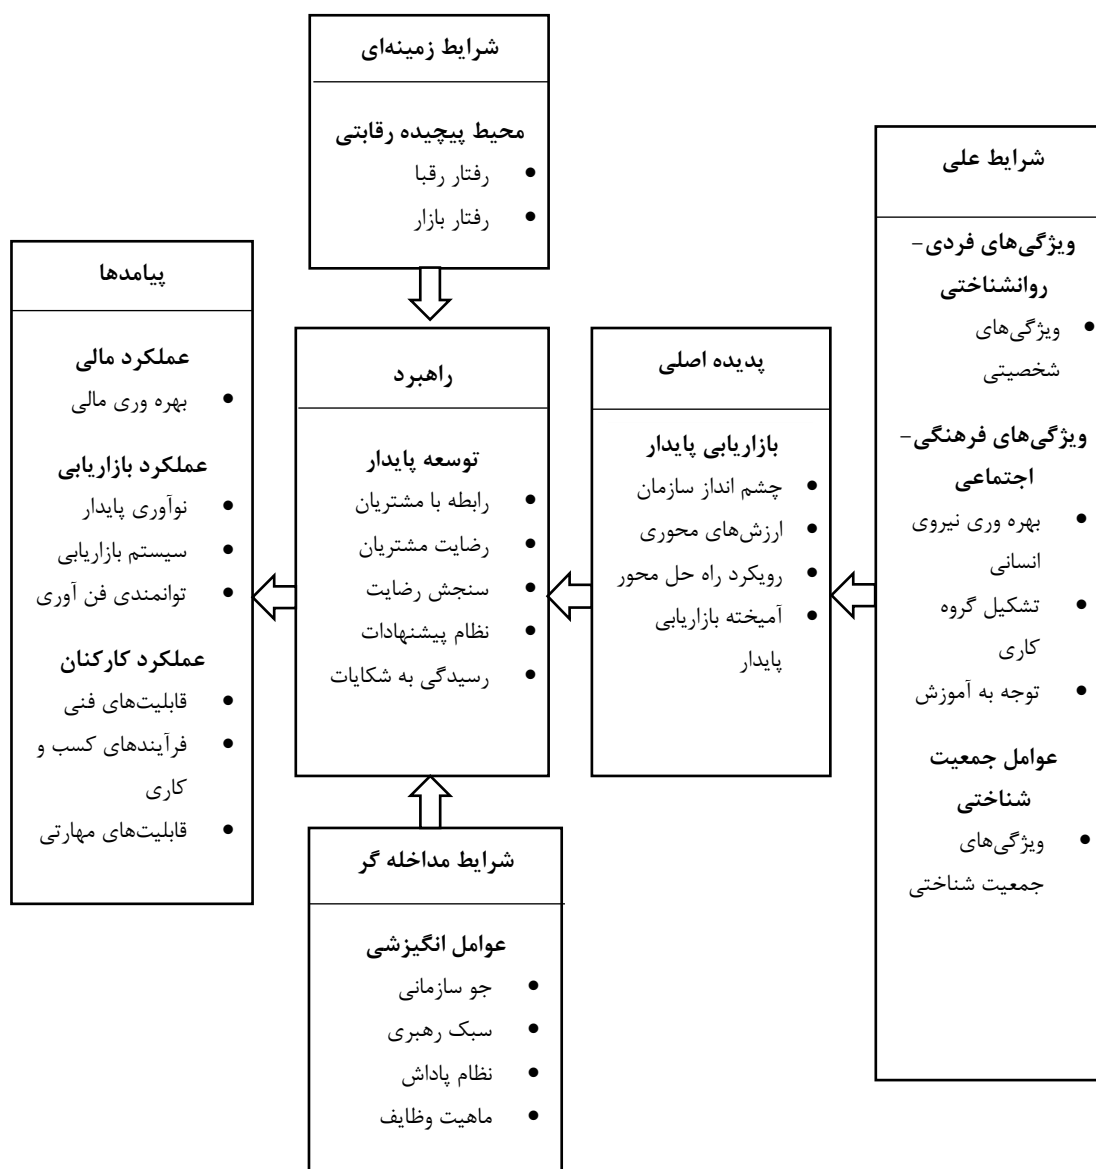 شرایط زمینه‌ای
محیط پیچیده رقابتی
• رفتار رقبا
• رفتار بازار
شرایط علی
ویژگی‌های فردی-
روانشناختی
• ویژگی‌های
شخصیتی
ویژگی‌های فرهنگی-
اجتماعی
• بهره وری نیروی
انسانی
• تشکیل گروه
کاری
• توجه به آموزش
عوامل جمعیت
شناختی
• ویژگی‌های
جمعیت شناختی
پدیده اصلی
بازاریابی پایدار
• چشم انداز سازمان
• ارزش‌های محوری
• رویکرد راه حل محور
• آمیخته بازاریابی
پایدار
راهبرد
توسعه پایدار
• رابطه با مشتریان
• رضایت مشتریان
• سنجش رضایت
• نظام پیشنهادات
• رسیدگی به شکایات
شرایط مداخله گر
عوامل انگیزشی
• جو سازمانی
• سبک رهبری
• نظام پاداش
• ماهیت وظایف
پیامدها
عملکرد مالی
• بهره وری مالی
عملکرد بازاریابی
• نوآوری پایدار
• سیستم بازاریابی
• توانمندی فن آوری
عملکرد کارکنان
• قابلیت‌های فنی
• فرآیندهای کسب و
کاری
• قابلیت‌های مهارتی